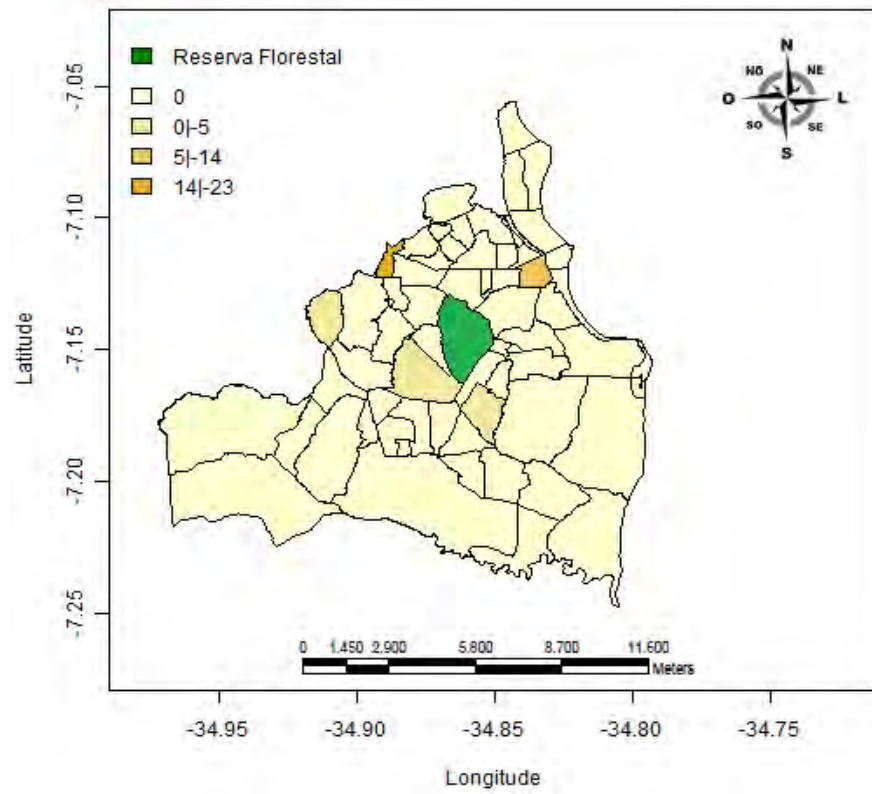 Reserva Florestal
0
0|-5
5|-14
14|-23
N
NO NE
O L
SO SE
S
Latitude
-7.05
-7.10
-7.15
-7.20
-7.25
0 1.450 2.900 5.800 8.700 11.600
Meters
-34.95 -34.90 -34.85 -34.80 -34.75
Longitude